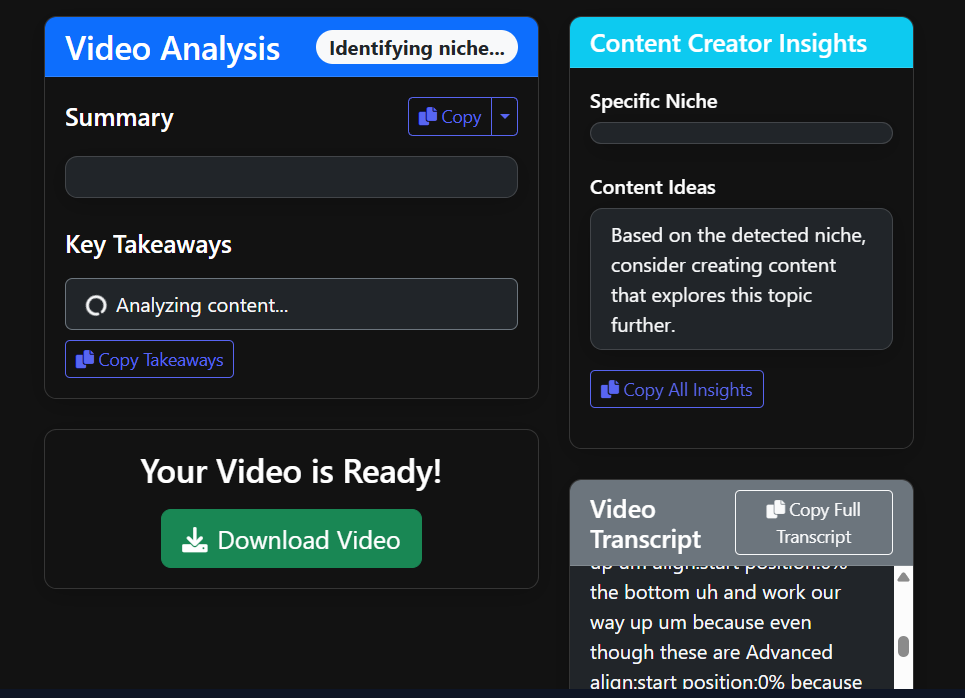 Video Analysis
Identifying niche...
Summary
Copy
Key Takeaways
Analyzing content...
Copy Takeaways
Your Video is Ready!
Download Video
Content Creator Insights
Specific Niche
Content Ideas
Based on the detected niche,
consider creating content
that explores this topic
further.
Copy All Insights
Video
Transcript
Copy Full
Transcript
up um align:start position:0%
the bottom uh and work our
way up um because even
though these are Advanced
align:start position:0% because